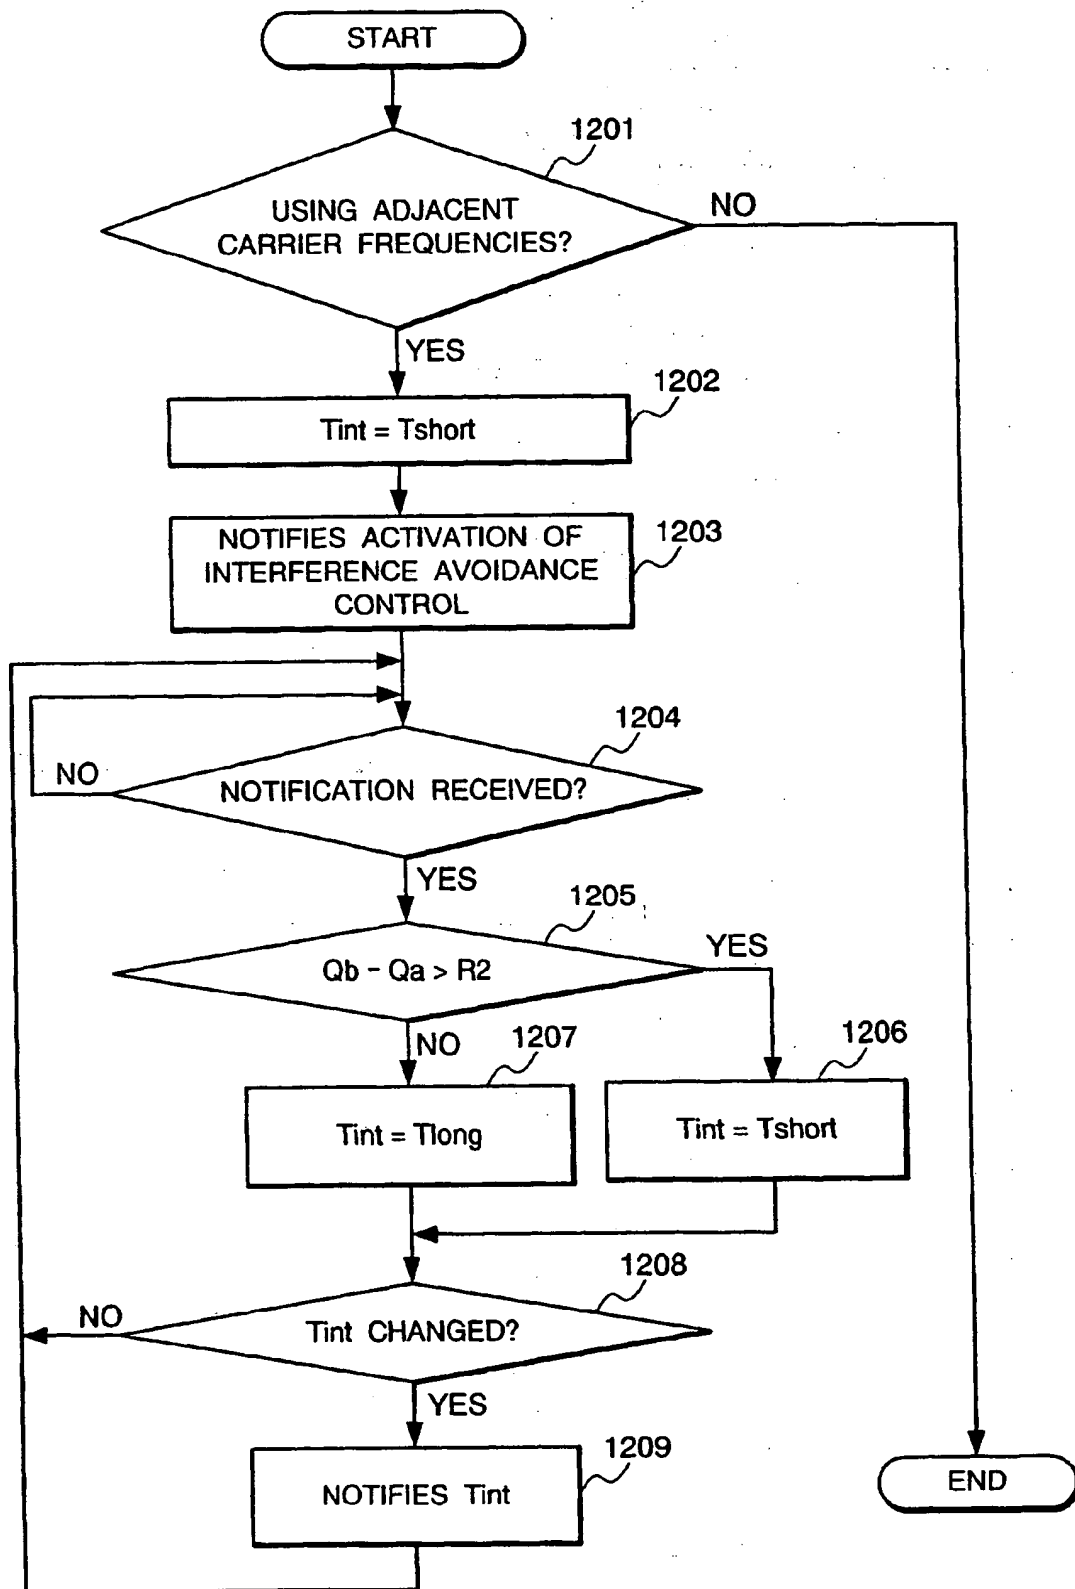 START
1201
USING ADJACENT
CARRIER FREQUENCIES?
NO
YES
1202
Tint = Tshort
1203
NOTIFIES ACTIVATION OF
INTERFERENCE AVOIDANCE
CONTROL
1204
NO
NOTIFICATION RECEIVED?
YES
1205
Qb - Qa > R2
YES
NO
1207
1206
Tint = Tlong
Tint = Tshort
1208
NO
Tint CHANGED?
YES
1209
NOTIFIES Tint
END